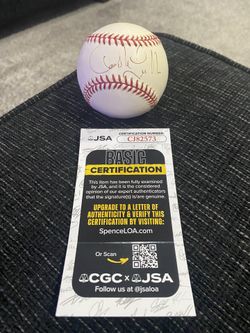 JSA
CERTIFICATION NUMBER:
CJ82573
BASIC
CERTIFICATION
This item has been fully examined
by JSA, and it is the considered
opinion of our expert authenticators
that the signature(s) is/are genuine.
UPGRADE TO A LETTER OF
AUTHENTICITY & VERIFY THIS
CERTIFICATION BY VISITING:
SpenceLOA.com
Or Scan
CGC × JSA
Follow us at @jsaloa